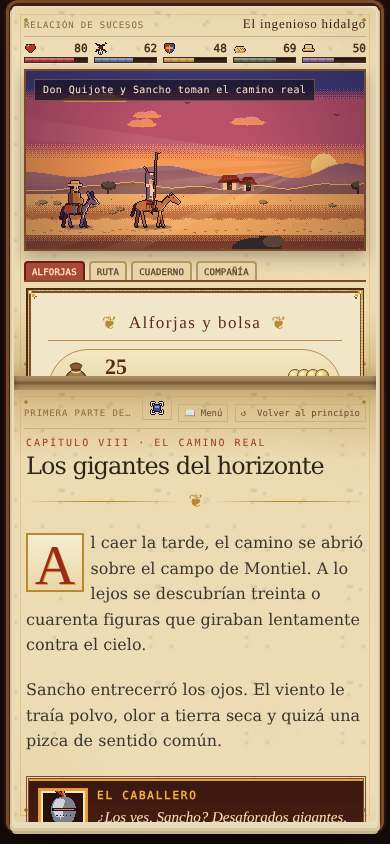 RELACIÓN DE SUCESOS
El ingenioso hidalgo
80 62 48 69 50
Don Quijote y Sancho toman el camino real
ALFORJAS RUTA CUADERNO COMPAÑÍA
Alforjas y bolsa
25
PRIMERA PARTE DE…
Menú
↺ Volver al principio
CAPÍTULO VIII · EL CAMINO REAL
Los gigantes del horizonte
Al caer la tarde, el camino se abrió
sobre el campo de Montiel. A lo
lejos se descubrían treinta o
cuarenta figuras que giraban lentamente
contra el cielo.
Sancho entrecerró los ojos. El viento le
traía polvo, olor a tierra seca y quizá una
pizca de sentido común.
EL CABALLERO
¿Los ves, Sancho? Desaforados gigantes,